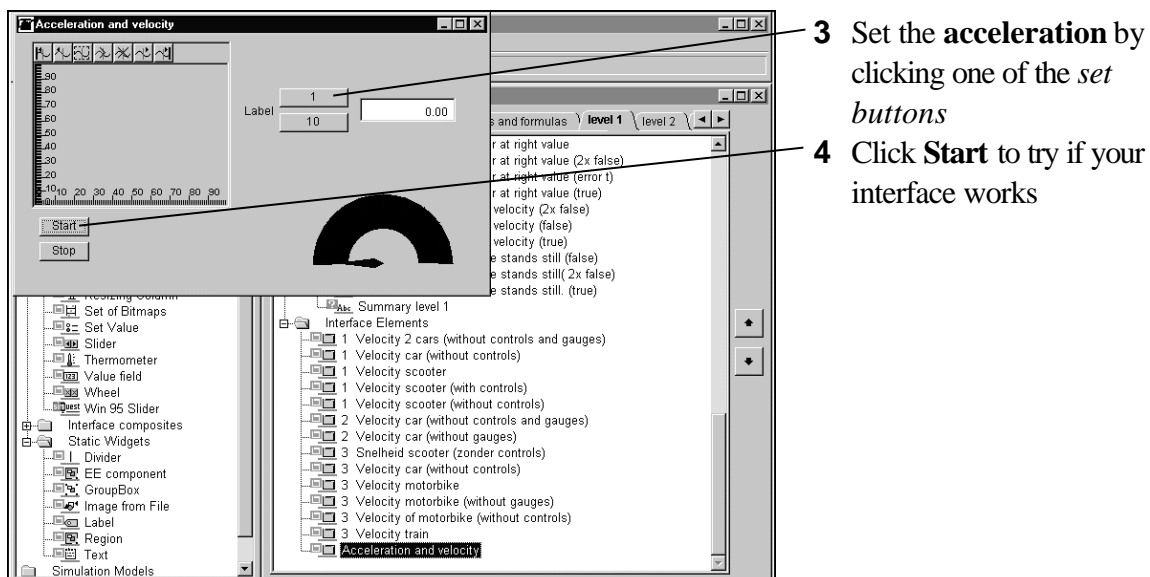 Acceleration and velocity
90
80
70
60
50
40
30
20
10
0
10 20 30 40 50 60 70 80 90
Label
1
10
0.00
Start
Stop
3 Set the acceleration by
clicking one of the set
buttons
4 Click Start to try if your
interface works
s and formulas
level 1
level 2
r at right value
r at right value (2x false)
r at right value (error t)
r at right value (true)
velocity (2x false)
velocity (false)
velocity (true)
e stands still (false)
e stands still( 2x false)
e stands still. (true)
Abc Summary level 1
Interface Elements
1 Velocity 2 cars (without controls and gauges)
1 Velocity car (without controls)
1 Velocity scooter
1 Velocity scooter (with controls)
1 Velocity scooter (without controls)
2 Velocity car (without controls and gauges)
2 Velocity car (without gauges)
3 Snelheid scooter (zonder controls)
3 Velocity car (without controls)
3 Velocity motorbike
3 Velocity motorbike (without gauges)
3 Velocity of motorbike (without controls)
3 Velocity train
Acceleration and velocity
Resizing Column
Set of Bitmaps
Set Value
Slider
Thermometer
Value field
Wheel
Win 95 Slider
Interface composites
Static Widgets
Divider
EE component
GroupBox
Image from File
Label
Region
Text
Simulation Models